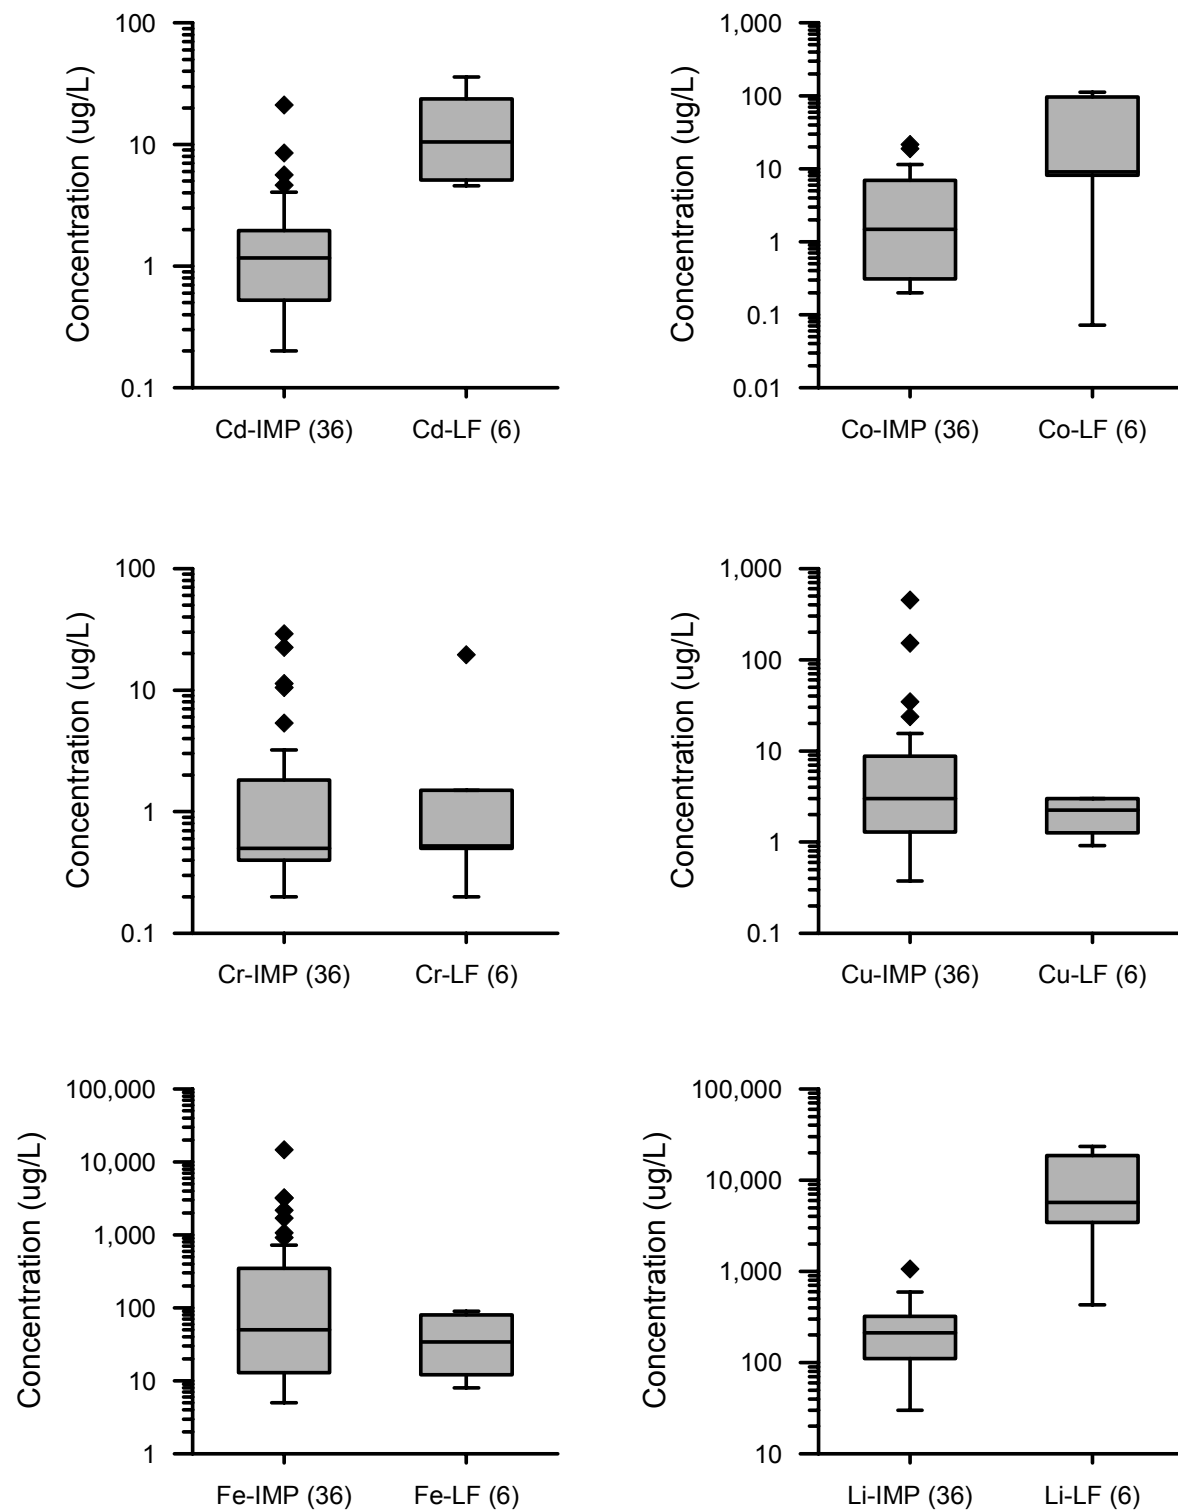 Concentration (ug/L)
100
10
1
0.1
Cd-IMP (36)
Cd-LF (6)
Concentration (ug/L)
1,000
100
10
1
0.1
0.01
Co-IMP (36)
Co-LF (6)
Concentration (ug/L)
100
10
1
0.1
Cr-IMP (36)
Cr-LF (6)
Concentration (ug/L)
1,000
100
10
1
0.1
Cu-IMP (36)
Cu-LF (6)
Concentration (ug/L)
100,000
10,000
1,000
100
10
1
Fe-IMP (36)
Fe-LF (6)
Concentration (ug/L)
100,000
10,000
1,000
100
10
Li-IMP (36)
Li-LF (6)